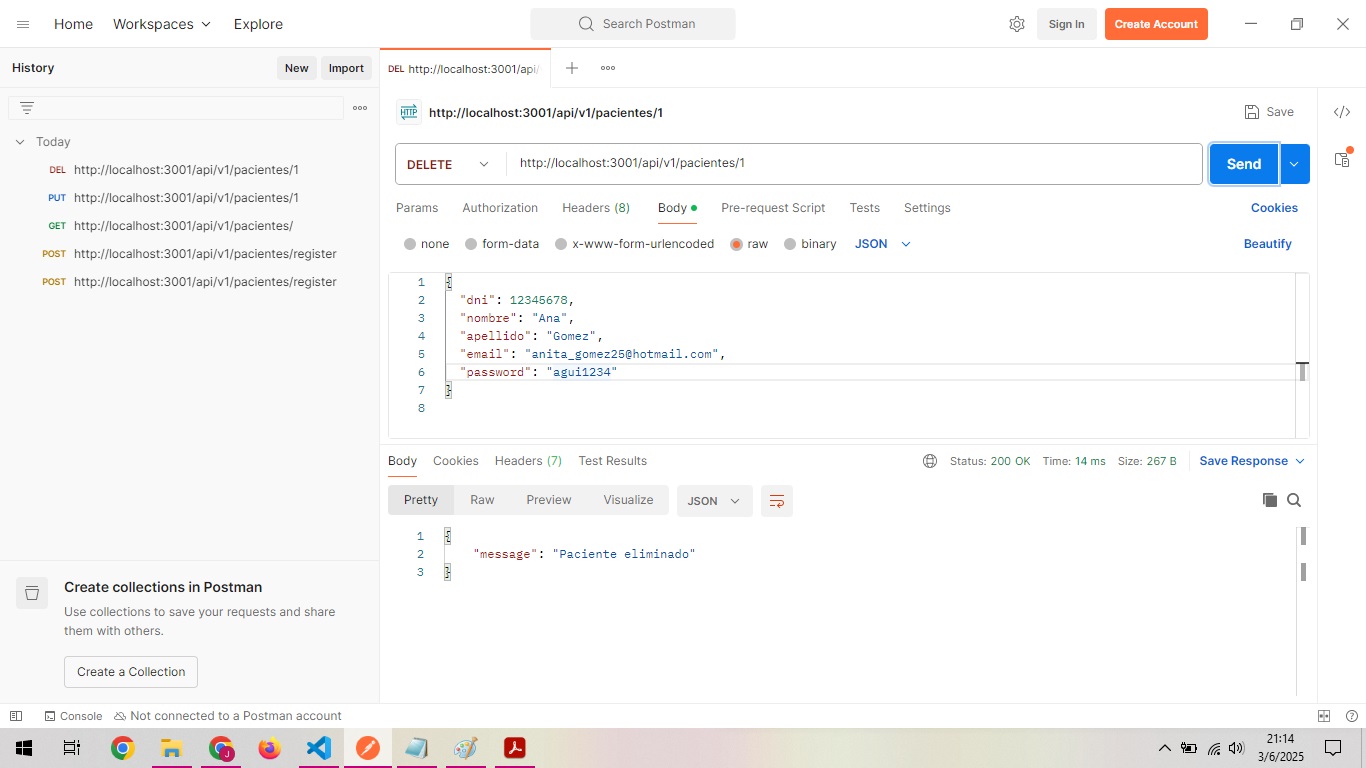 Home Workspaces Explore Search Postman Sign In Create Account
History New Import DEL http://localhost:3001/api/
HTTP http://localhost:3001/api/v1/pacientes/1 Save
Today
DELETE http://localhost:3001/api/v1/pacientes/1 Send
DEL http://localhost:3001/api/v1/pacientes/1
PUT http://localhost:3001/api/v1/pacientes/1
GET http://localhost:3001/api/v1/pacientes/
POST http://localhost:3001/api/v1/pacientes/register
POST http://localhost:3001/api/v1/pacientes/register
Params Authorization Headers (8) Body Pre-request Script Tests Settings Cookies
none form-data x-www-form-urlencoded raw binary JSON Beautify
1 {
2 "dni": 12345678,
3 "nombre": "Ana",
4 "apellido": "Gomez",
5 "email": "anita_gomez25@hotmail.com",
6 "password": "agui1234"
7 }
8
Body Cookies Headers (7) Test Results Status: 200 OK Time: 14 ms Size: 267 B Save Response
Pretty Raw Preview Visualize JSON
1 {
2 "message": "Paciente eliminado"
3 }
Create collections in Postman
Use collections to save your requests and share
them with others.
Create a Collection
Console Not connected to a Postman account
J
21:14
3/6/2025